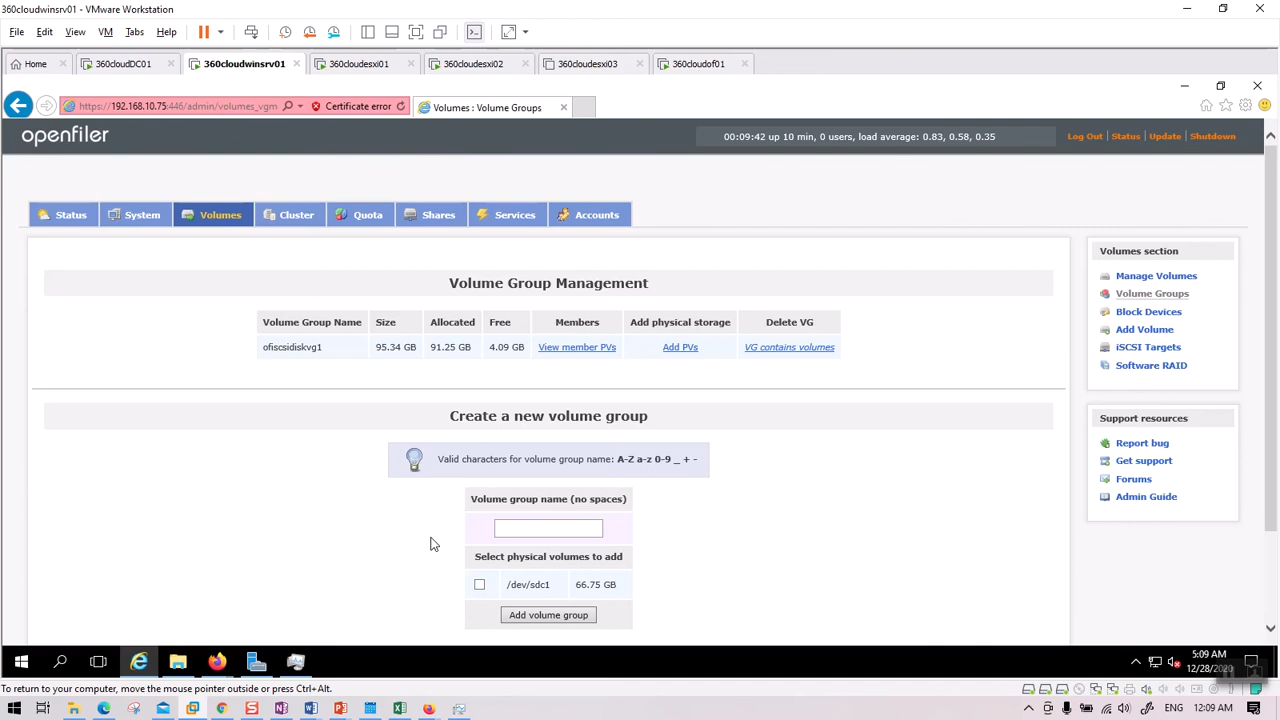 360cloudwinsrv01 - VMware Workstation
File Edit View VM Tabs Help
Home 360cloudDC01 360cloudwinsrv01 360cloudesxi01 360cloudesxi02 360cloudesxi03 360cloudof01
https://192.168.10.75:446/admin/volumes_vgm Certificate error Volumes : Volume Groups
openfiler 00:09:42 up 10 min, 0 users, load average: 0.83, 0.58, 0.35 Log Out | Status | Update | Shutdown
Status System Volumes Cluster Quota Shares Services Accounts
Volume Group Management
Volume Group Name Size Allocated Free Members Add physical storage Delete VG
ofiscsidiskvg1 95.34 GB 91.25 GB 4.09 GB View member PVs Add PVs VG contains volumes
Create a new volume group
Valid characters for volume group name: A-Z a-z 0-9 _ + -
Volume group name (no spaces)
Select physical volumes to add
/dev/sdc1 66.75 GB
Add volume group
Volumes section
Manage Volumes
Volume Groups
Block Devices
Add Volume
iSCSI Targets
Software RAID
Support resources
Report bug
Get support
Forums
Admin Guide
5:09 AM
12/28/2020
To return to your computer, move the mouse pointer outside or press Ctrl+Alt.
ENG 12:09 AM